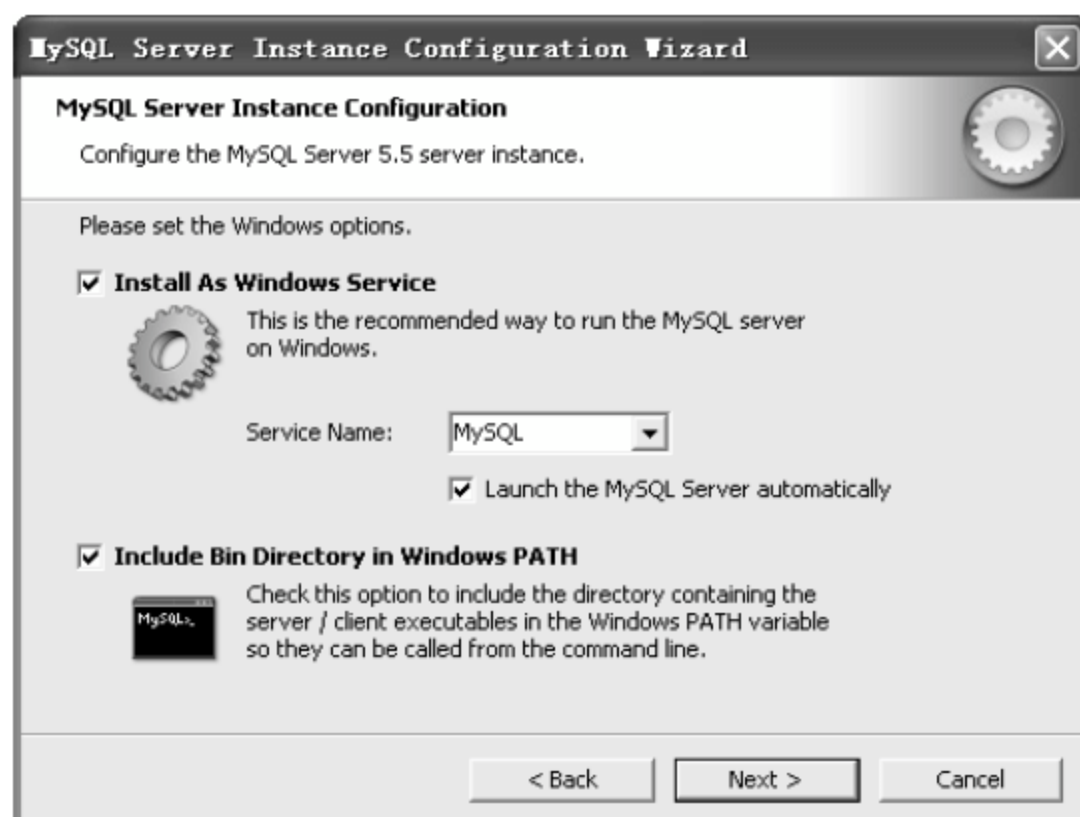 MySQL Server Instance Configuration Wizard
MySQL Server Instance Configuration
Configure the MySQL Server 5.5 server instance.
Please set the Windows options.
Install As Windows Service
This is the recommended way to run the MySQL server
on Windows.
Service Name:
MySQL
Launch the MySQL Server automatically
Include Bin Directory in Windows PATH
Check this option to include the directory containing the
server / client executables in the Windows PATH variable
so they can be called from the command line.
MySQL>_
< Back
Next >
Cancel